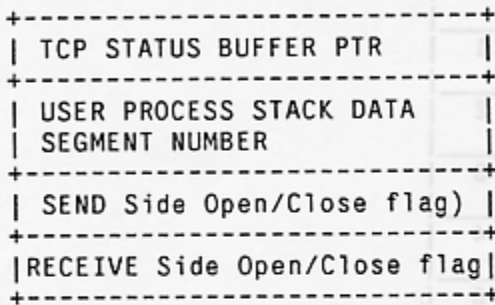 TCP STATUS BUFFER PTR
USER PROCESS STACK DATA
SEGMENT NUMBER
SEND Side Open/Close flag)
RECEIVE Side Open/Close flag